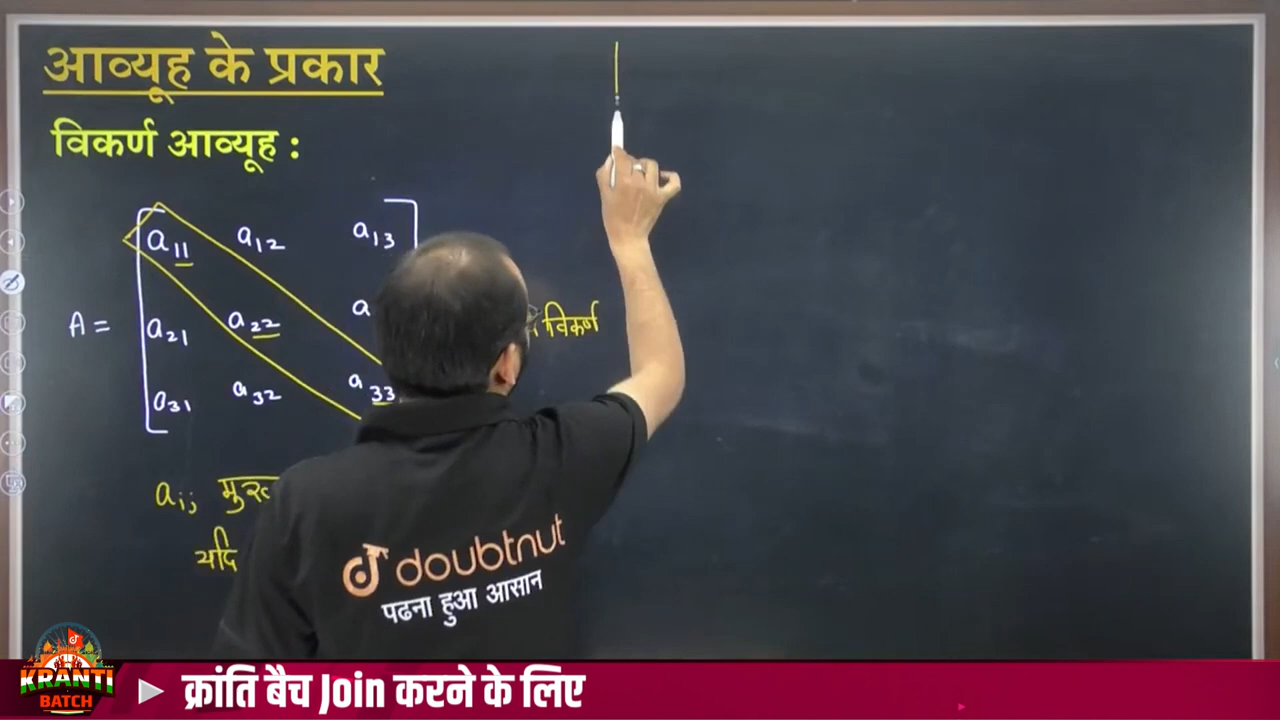 आव्यूह के प्रकार
विकर्ण आव्यूह :
a11 a12 a13
A = a21 a22 a विकर्ण
a31 a32 a33
aij
यदि
doubtnut
पढना हुआ आसान
KRANTI BATCH
क्रांति बैच Join करने के लिए